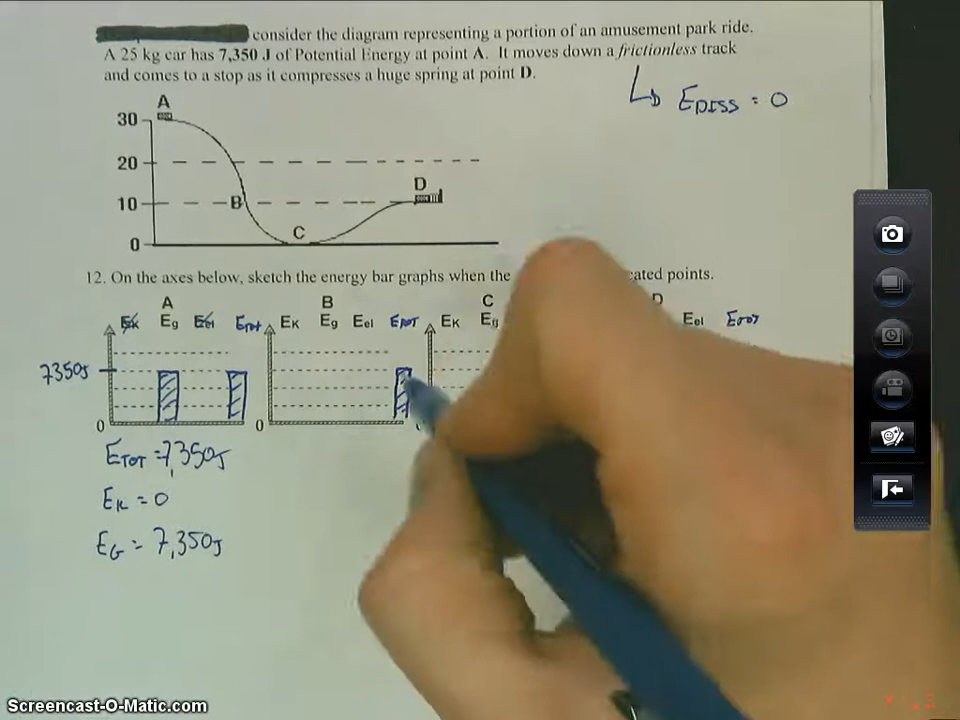 consider the diagram representing a portion of an amusement park ride.
A 25 kg car has 7,350 J of Potential Energy at point A. It moves down a frictionless track
and comes to a stop as it compresses a huge spring at point D.
EDISS = 0
A
30
20
D
B
10
C
0
12. On the axes below, sketch the energy bar graphs when the ated points.
A B C D
Ek Eg Eel ETOT EK Eg Eel ETOT EK Eg Eel ETOT
7350J
0 0
ETOT = 7,350J
EK = 0
EG = 7,350J
Screencast-O-Matic.com